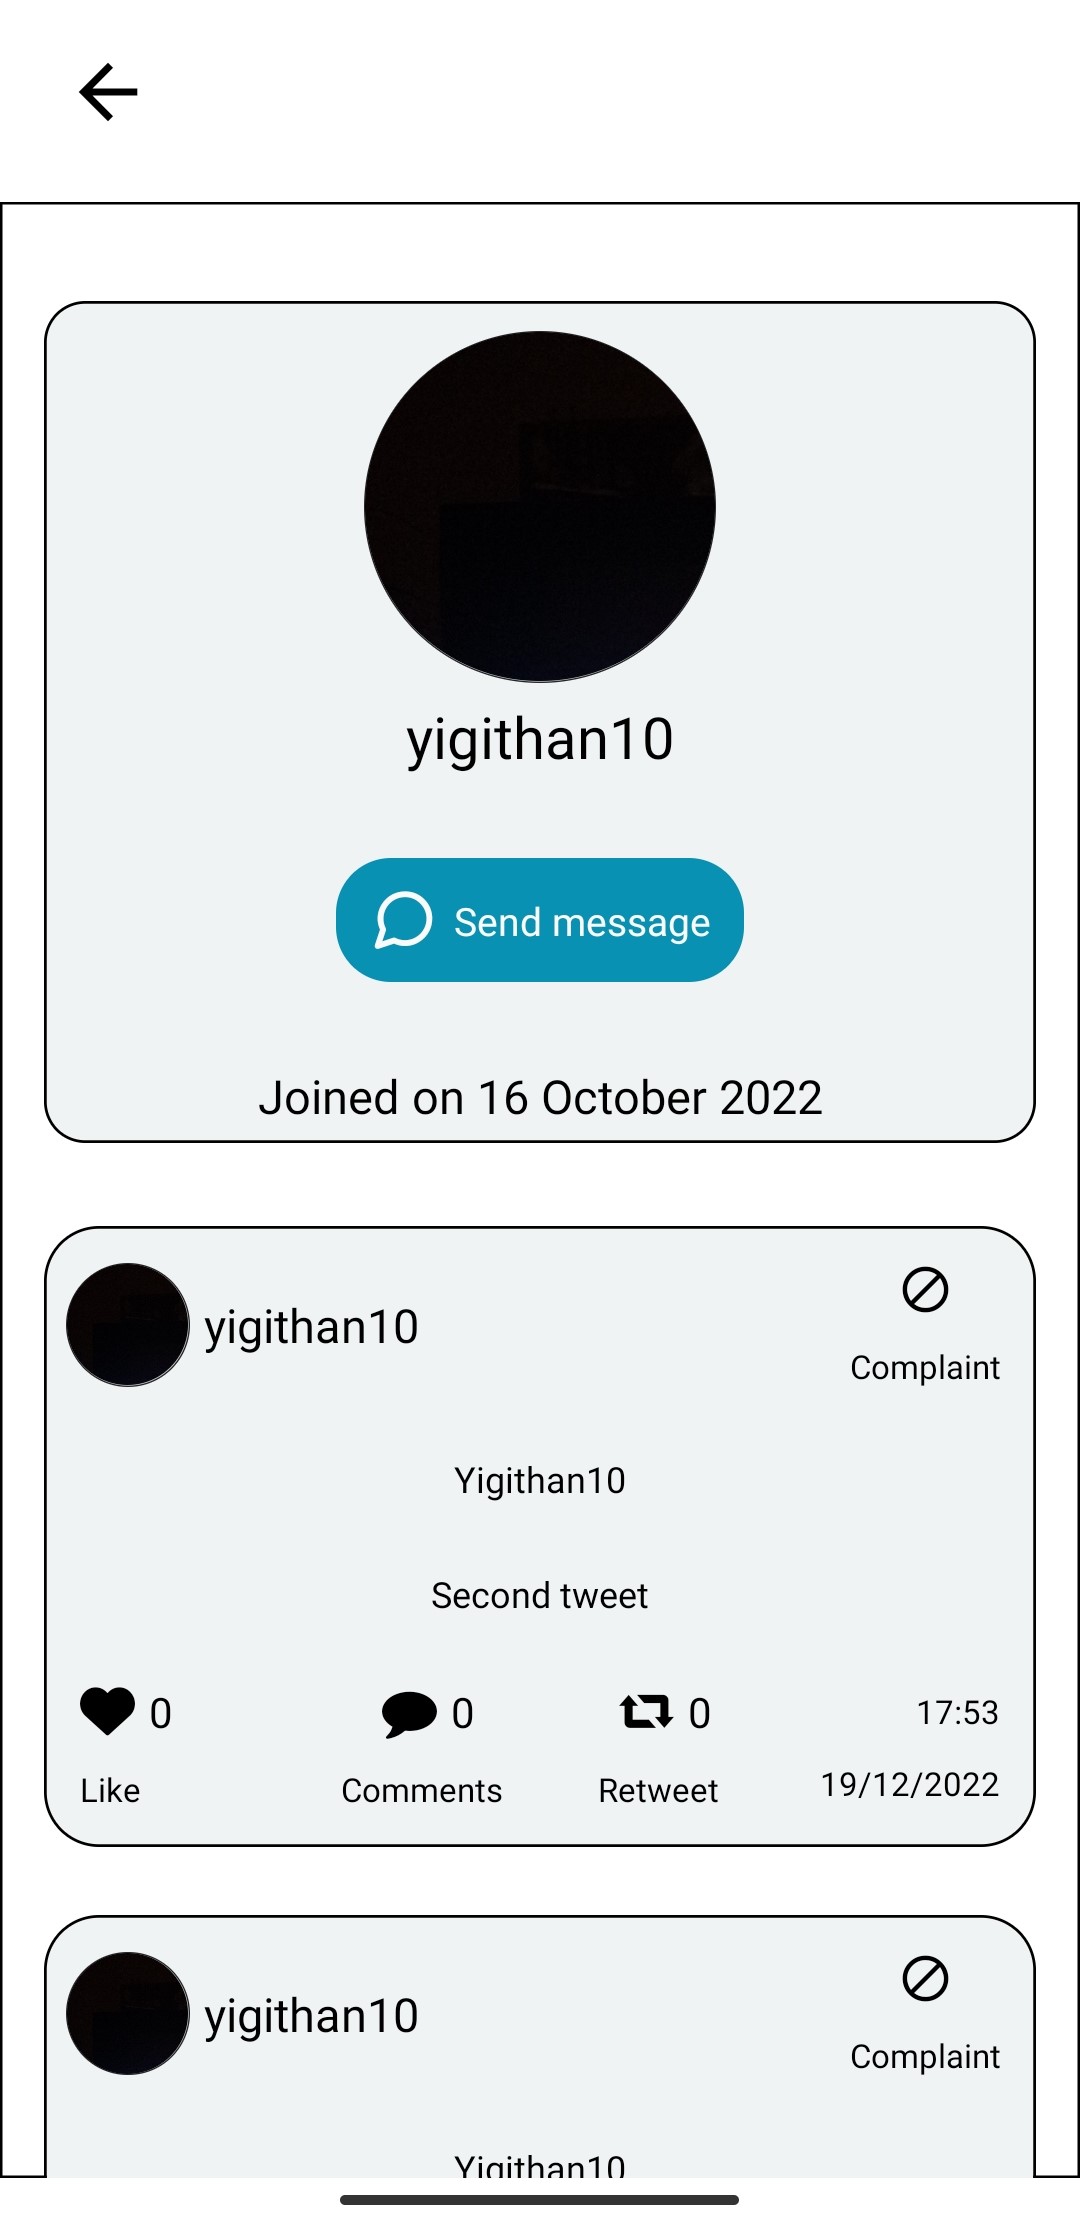 yigithan10
Send message
Joined on 16 October 2022
yigithan10
Complaint
Yigithan10
Second tweet
0 0 0 17:53
Like Comments Retweet 19/12/2022
yigithan10
Complaint
Yigithan10